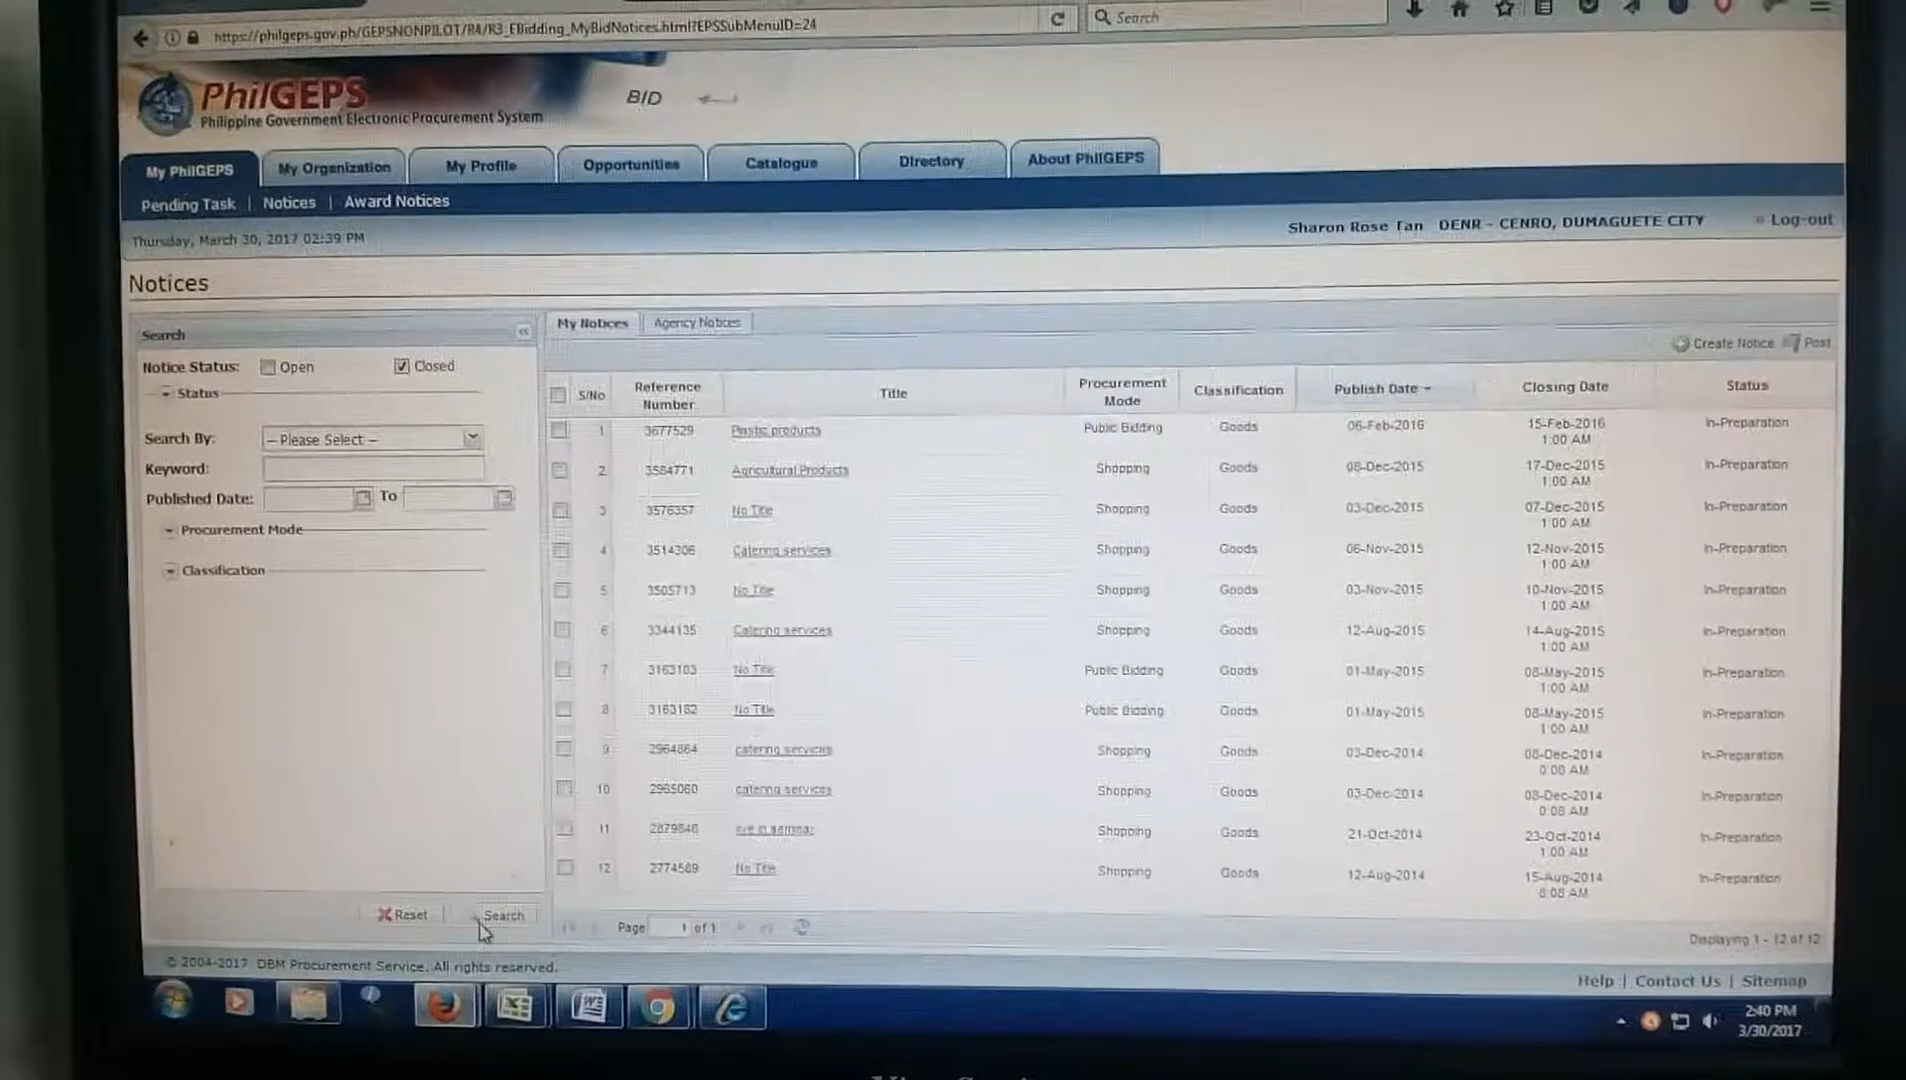 https://philgeps.gov.ph/GEPSNONPILOT/R4/R3_EBidding_MyBidNotices.html?EPSSubMenuID=24
Search
PhilGEPS
Philippine Government Electronic Procurement System
BID
My PhilGEPS My Organization My Profile Opportunities Catalogue Directory About PhilGEPS
Pending Task | Notices | Award Notices
Thursday, March 30, 2017 02:39 PM
Sharon Rose Tan DENR - CENRO, DUMAGUETE CITY » Log-out
Notices
Search
Notice Status: Open Closed
Status
Search By: -- Please Select --
Keyword:
Published Date: To
Procurement Mode
Classification
Reset Search
My Notices Agency Notices
Create Notice Post
S/No Reference Number Title Procurement Mode Classification Publish Date Closing Date Status
1 3677529 Plastic products Public Bidding Goods 06-Feb-2016 15-Feb-2016 1:00 AM In-Preparation
2 3584771 Agricultural Products Shopping Goods 08-Dec-2015 17-Dec-2015 1:00 AM In-Preparation
3 3576357 No Title Shopping Goods 03-Dec-2015 07-Dec-2015 1:00 AM In-Preparation
4 3514306 Catering services Shopping Goods 06-Nov-2015 12-Nov-2015 1:00 AM In-Preparation
5 3505713 No Title Shopping Goods 03-Nov-2015 10-Nov-2015 1:00 AM In-Preparation
6 3344135 Catering services Shopping Goods 12-Aug-2015 14-Aug-2015 1:00 AM In-Preparation
7 No Title Public Bidding Goods 01-May-2015 08-May-2015 1:00 AM In-Preparation
8 No Title Public Bidding Goods 01-May-2015 08-May-2015 1:00 AM In-Preparation
9 catering services Shopping Goods 03-Dec-2014 08-Dec-2014 In-Preparation
10 catering services Shopping Goods 03-Dec-2014 08-Dec-2014 In-Preparation
11 2879846 live in seminar Shopping Goods 21-Oct-2014 23-Oct-2014 1:00 AM In-Preparation
12 2774589 No Title Shopping Goods 12-Aug-2014 15-Aug-2014 In-Preparation
Page 1 of 1
Displaying 1 - 12 of 12
© 2004-2017 DBM Procurement Service. All rights reserved.
Help | Contact Us | Sitemap
2:40 PM
3/30/2017